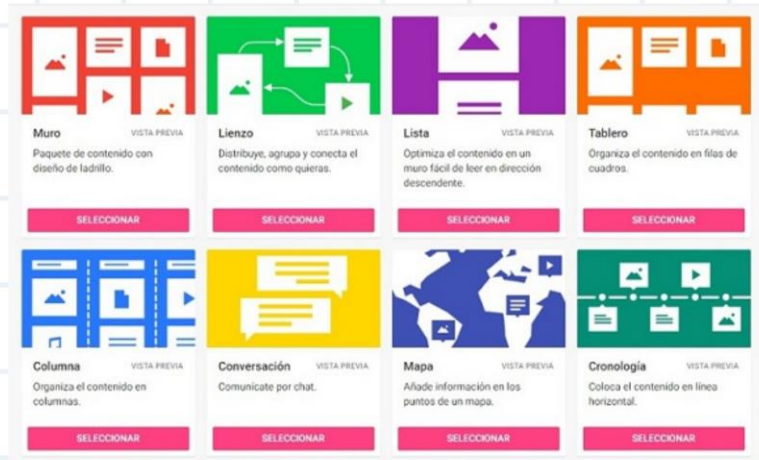 Muro VISTA PREVIA
Paquete de contenido con
diseño de ladrillo.
SELECCIONAR
Lienzo VISTA PREVIA
Distribuye, agrupa y conecta el
contenido como quieras.
SELECCIONAR
Lista VISTA PREVIA
Optimiza el contenido en un
muro fácil de leer en dirección
descendente.
SELECCIONAR
Tablero VISTA PREVIA
Organiza el contenido en filas de
cuadros.
SELECCIONAR
Columna VISTA PREVIA
Organiza el contenido en
columnas.
SELECCIONAR
Conversación VISTA PREVIA
Comunícate por chat.
SELECCIONAR
Mapa VISTA PREVIA
Añade información en los
puntos de un mapa.
SELECCIONAR
Cronología VISTA PREVIA
Coloca el contenido en línea
horizontal.
SELECCIONAR